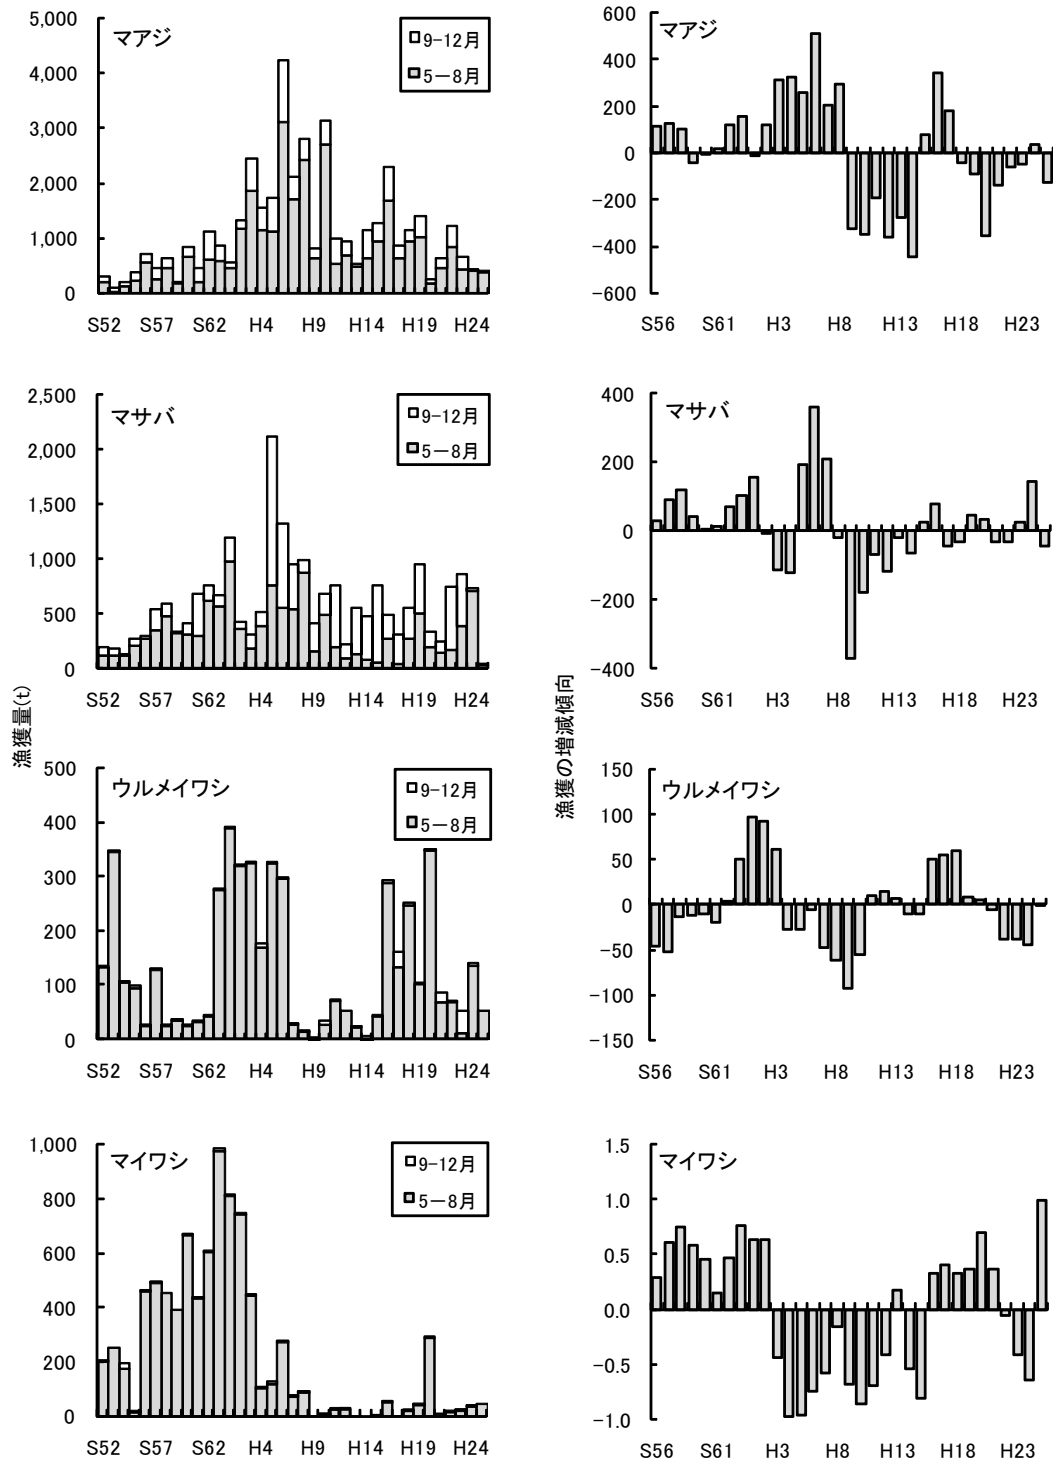 漁獲量(t)
マアジ
□9-12月
□5-8月
5,000
4,000
3,000
2,000
1,000
0
S52 S57 S62 H4 H9 H14 H19 H24
マサバ
□9-12月
□5-8月
2,500
2,000
1,500
1,000
500
0
S52 S57 S62 H4 H9 H14 H19 H24
ウルメイワシ
□9-12月
□5-8月
500
400
300
200
100
0
S52 S57 S62 H4 H9 H14 H19 H24
マイワシ
□9-12月
□5-8月
1,000
800
600
400
200
0
S52 S57 S62 H4 H9 H14 H19 H24
漁獲の増減傾向
マアジ
600
400
200
0
-200
-400
-600
S56 S61 H3 H8 H13 H18 H23
マサバ
400
200
0
-200
-400
S56 S61 H3 H8 H13 H18 H23
ウルメイワシ
150
100
50
0
-50
-100
-150
S56 S61 H3 H8 H13 H18 H23
マイワシ
1.5
1.0
0.5
0.0
-0.5
-1.0
S56 S61 H3 H8 H13 H18 H23